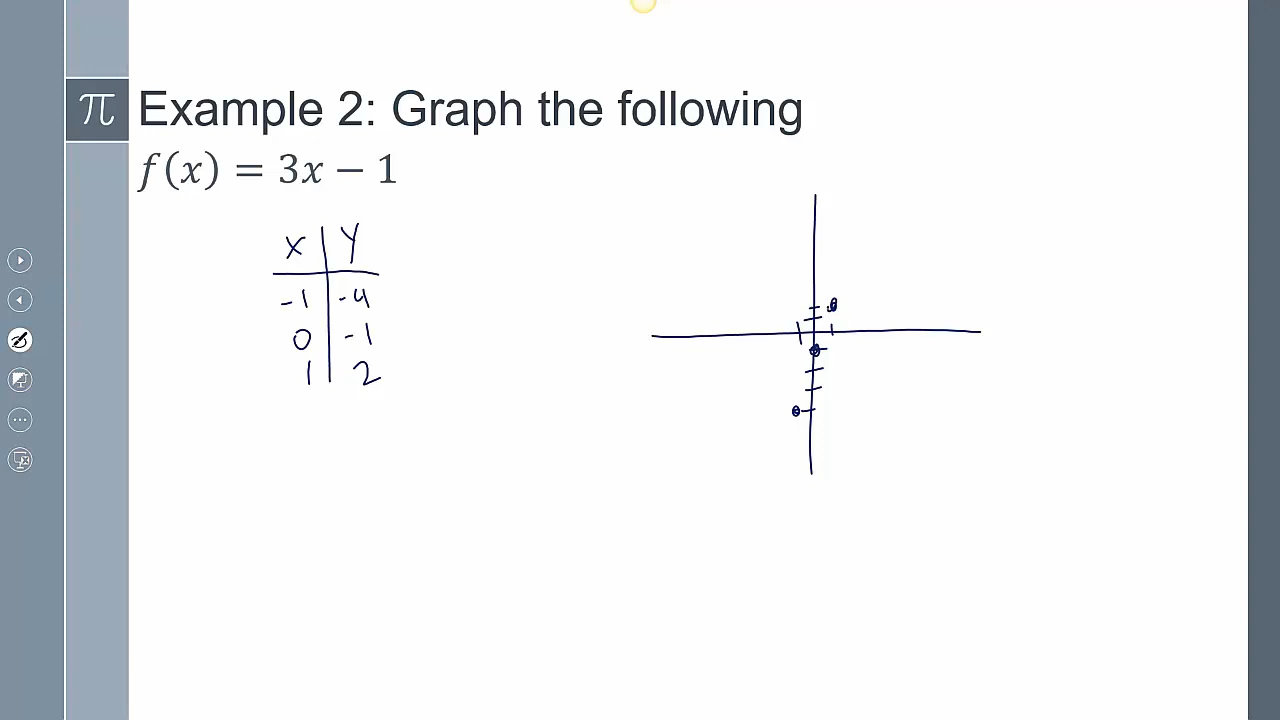 π Example 2: Graph the following
f(x) = 3x − 1
x y
-1 -4
0 -1
1 2